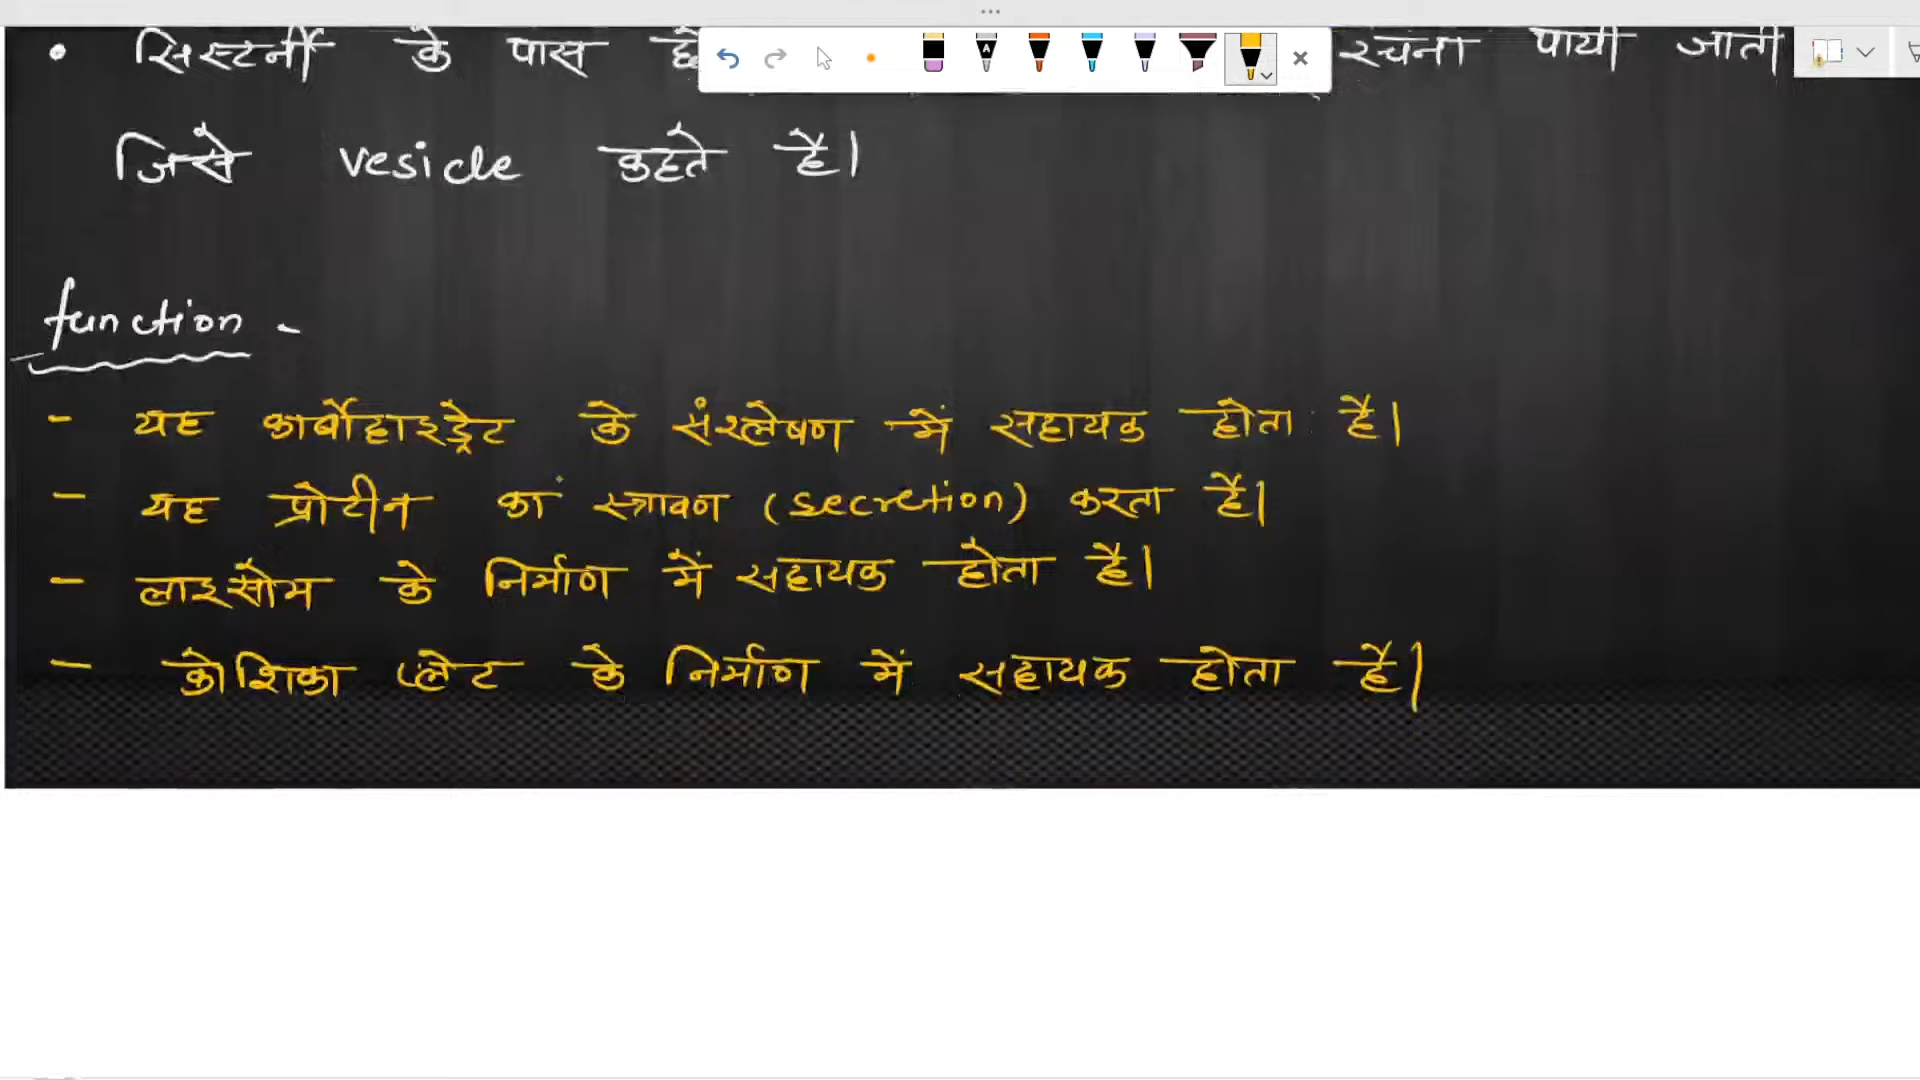 • सिस्टर्नी के पास रचना पायी जाती
जिसे vesicle कहते है।
function -
- यह कार्बोहाइड्रेट के संश्लेषण में सहायक होता है।
- यह प्रोटीन का स्त्रावण (secretion) करता है।
- लाइसोम के निर्माण में सहायक होता है।
- कोशिका प्लेट के निर्माण में सहायक होता है।